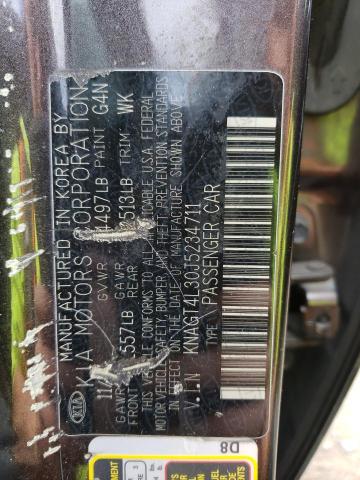 MANUFACTURED IN KOREA BY
KIA MOTORS CORPORATION
GVWR 4497LB PAINT G4N
GAWR FRONT 557LB GAWR REAR 513LB TRIM WK
THIS VEHICLE CONFORMS TO ALL APPLICABLE U.S.A. FEDERAL
MOTOR VEHICLE SAFETY, BUMPER AND THEFT PREVENTION STANDARDS
IN EFFECT ON THE DATE OF MANUFACTURE SHOWN ABOVE
V.I.N KNAGT4L30J5234711
TYPE PASSENGER CAR
KIA
D8